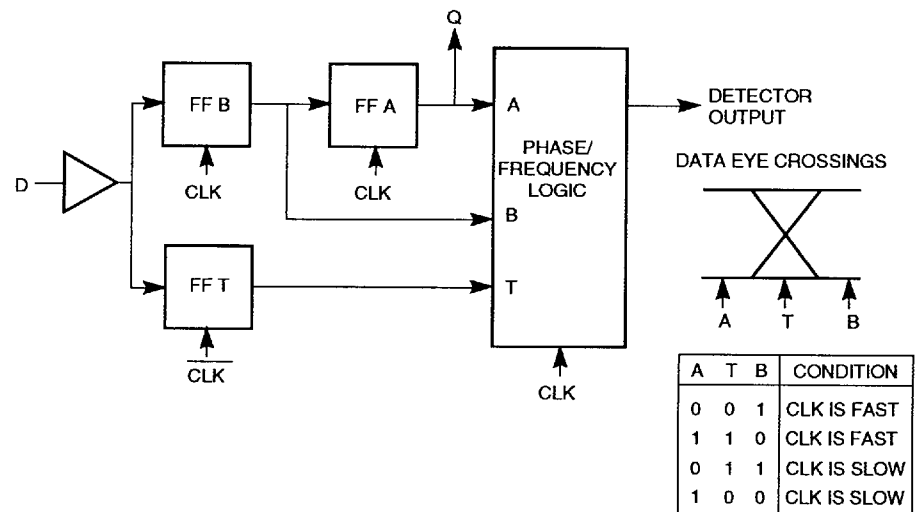 Q
D
FF B
FF A
CLK
CLK
FF T
CLK
A
PHASE/
FREQUENCY
LOGIC
B
T
CLK
DETECTOR
OUTPUT
DATA EYE CROSSINGS
A T B
A T B CONDITION
0 0 1 CLK IS FAST
1 1 0 CLK IS FAST
0 1 1 CLK IS SLOW
1 0 0 CLK IS SLOW